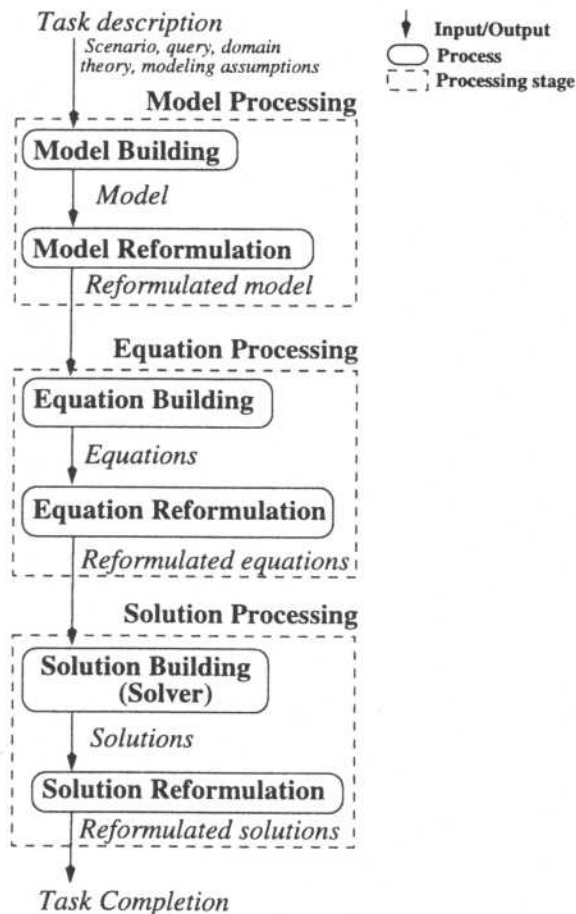 Task description
Scenario, query, domain
theory, modeling assumptions
Input/Output
Process
Processing stage
Model Processing
Model Building
Model
Model Reformulation
Reformulated model
Equation Processing
Equation Building
Equations
Equation Reformulation
Reformulated equations
Solution Processing
Solution Building
(Solver)
Solutions
Solution Reformulation
Reformulated solutions
Task Completion